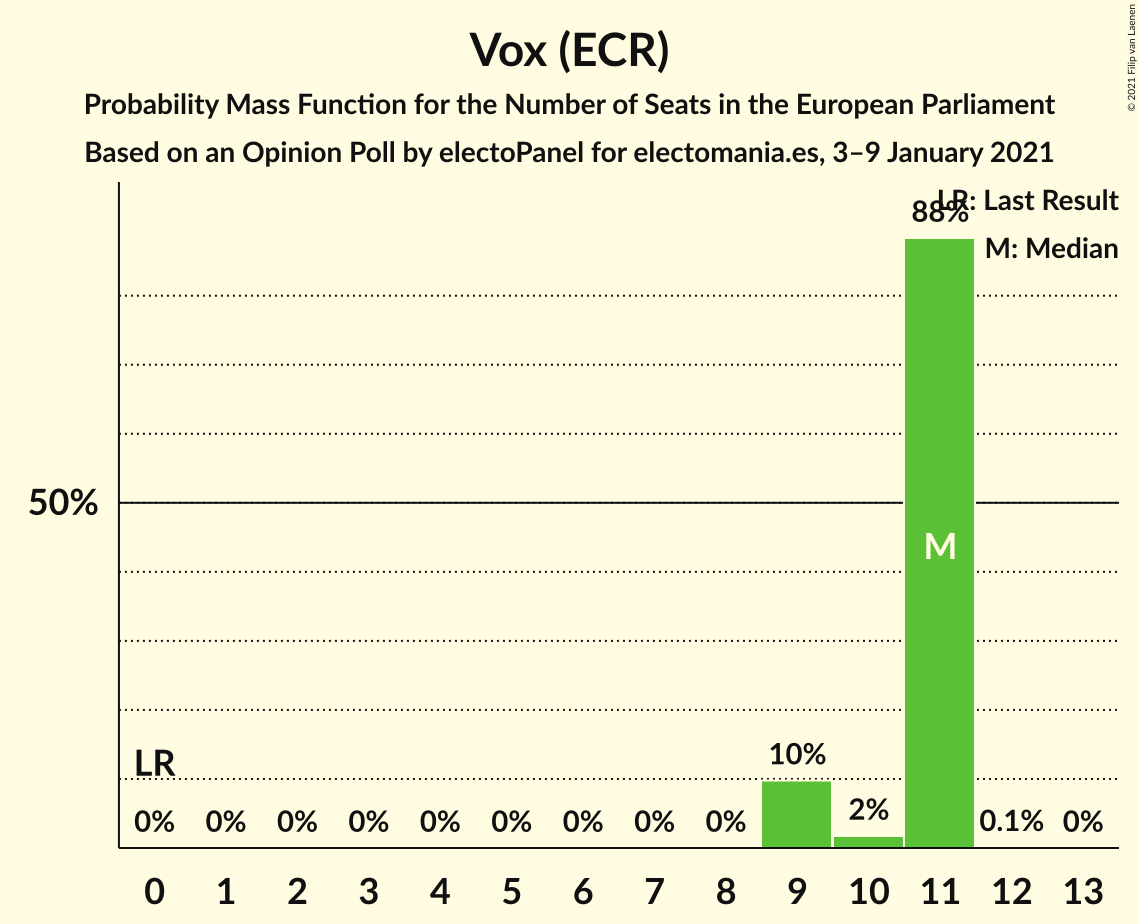 Vox (ECR)
Probability Mass Function for the Number of Seats in the European Parliament
Based on an Opinion Poll by electoPanel for electomania.es, 3–9 January 2021
© 2021 Filip van Laenen
LR: Last Result
88%
M: Median
50%
M
LR
10%
0% 0% 0% 0% 0% 0% 0% 0% 0% 2% 0.1% 0%
0 1 2 3 4 5 6 7 8 9 10 11 12 13